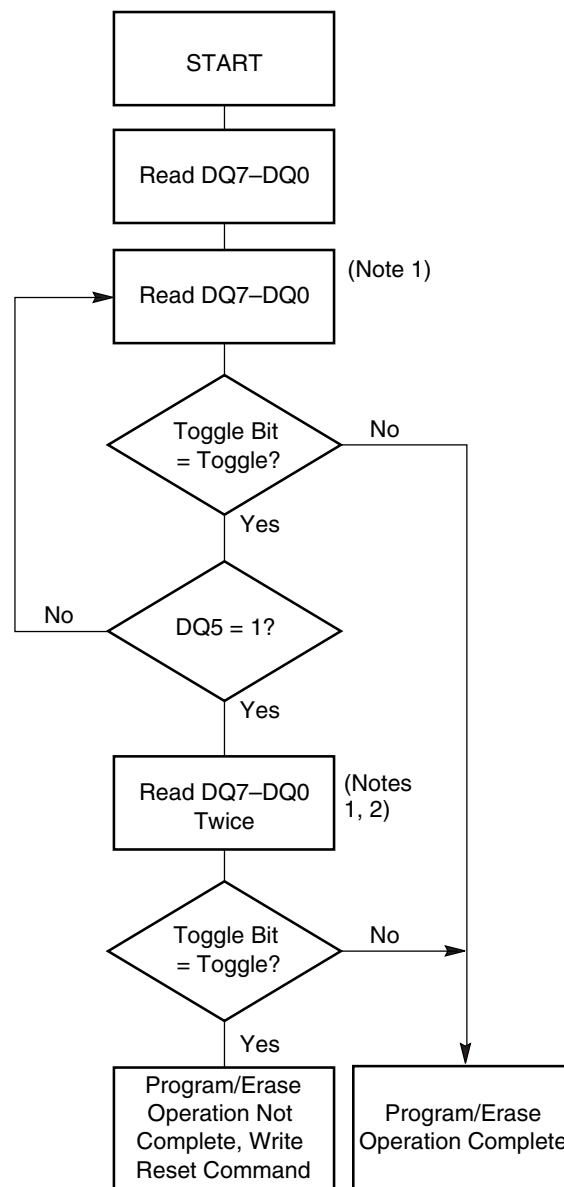 START
Read DQ7–DQ0
Read DQ7–DQ0
(Note 1)
Toggle Bit
= Toggle?
No
Yes
DQ5 = 1?
No
Yes
Read DQ7–DQ0
Twice
(Notes
1, 2)
Toggle Bit
= Toggle?
No
Yes
Program/Erase
Operation Not
Complete, Write
Reset Command
Program/Erase
Operation Complete